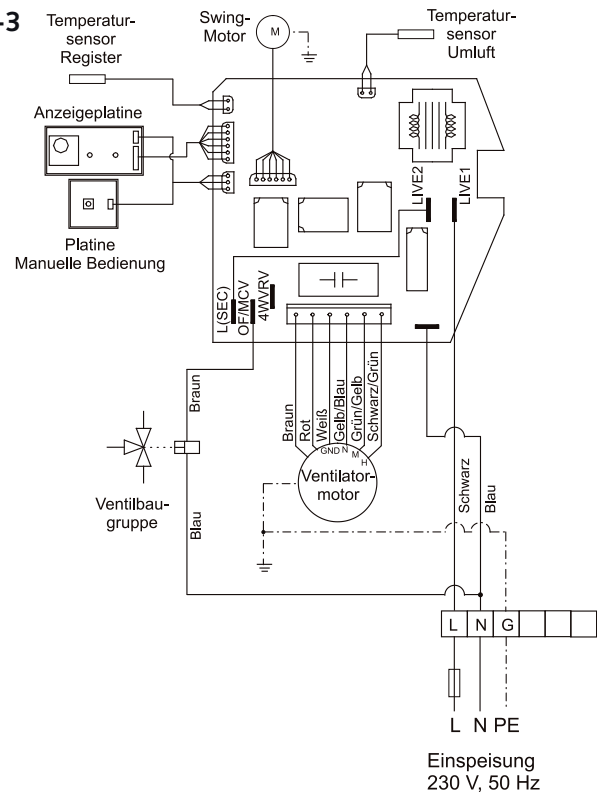 -3
Temperatur-
sensor
Register
Swing-
Motor
M
Temperatur-
sensor
Umluft
Anzeigeplatine
Platine
Manuelle Bedienung
LIVE2
LIVE1
L(SEC)
OF/MCV
4WVRV
Braun
Braun
Rot
Weiß
Gelb/Blau
Grün/Gelb
Schwarz/Grün
GND
N
M
H
Ventilator-
motor
Ventilbau-
gruppe
Blau
Schwarz
Blau
L N G
L N PE
Einspeisung
230 V, 50 Hz